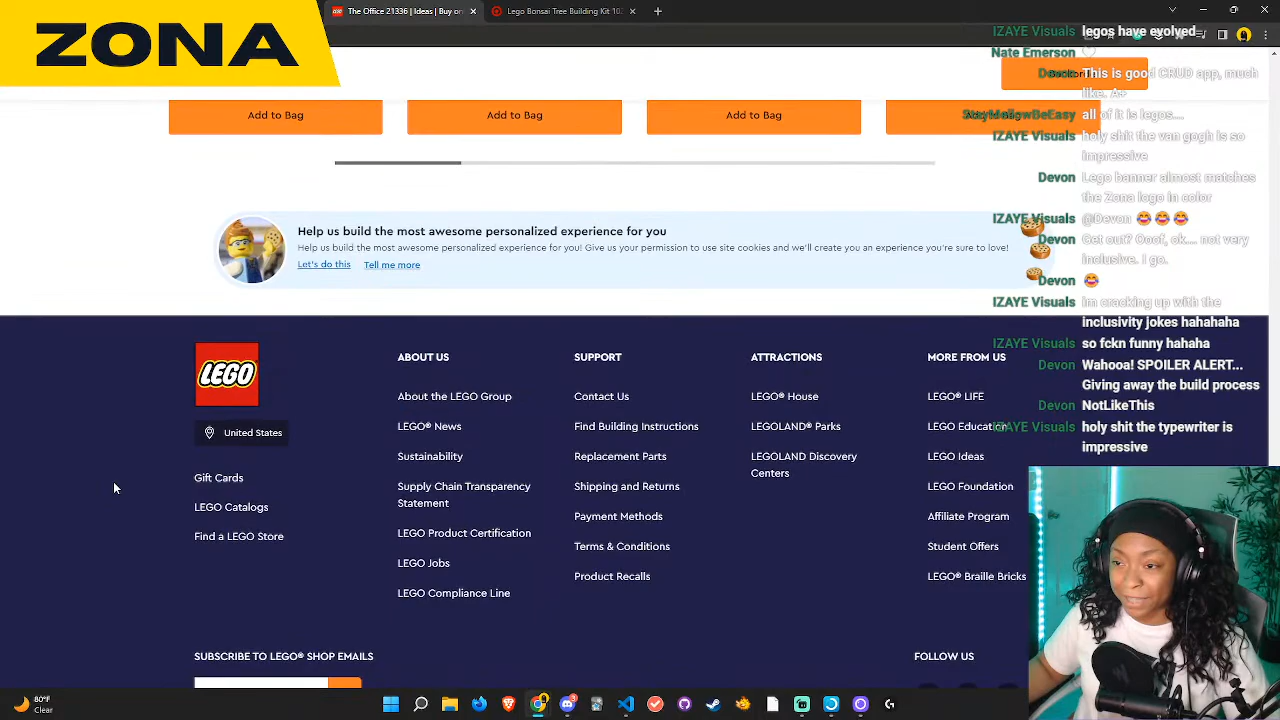 ZONA
The Office 21336 | Ideas | Buy on
Lego Bonsai Tree Building Kit 10
Add to Bag
Add to Bag
Add to Bag
Help us build the most awesome personalized experience for you
Help us build the most awesome personalized experience for you! Give us your permission to use site cookies and we'll create you an experience you're sure to love!
Let's do this
Tell me more
LEGO
United States
Gift Cards
LEGO Catalogs
Find a LEGO Store
ABOUT US
About the LEGO Group
LEGO® News
Sustainability
Supply Chain Transparency
Statement
LEGO Product Certification
LEGO Jobs
LEGO Compliance Line
SUPPORT
Contact Us
Find Building Instructions
Replacement Parts
Shipping and Returns
Payment Methods
Terms & Conditions
Product Recalls
ATTRACTIONS
LEGO® House
LEGOLAND® Parks
LEGOLAND Discovery
Centers
MORE FROM US
LEGO® LIFE
LEGO Education
LEGO Ideas
LEGO Foundation
Affiliate Program
Student Offers
LEGO® Braille Bricks
SUBSCRIBE TO LEGO® SHOP EMAILS
FOLLOW US
IZAYE Visuals legos have evolved
Nate Emerson
Devon This is good CRUD app, much
like. A+
all of it is legos....
IZAYE Visuals holy shit the van gogh is so
impressive
Devon Lego banner almost matches
the Zona logo in color
IZAYE Visuals @Devon 😂 😂 😂
Devon Get out? Ooof, ok.... not very
inclusive. I go.
Devon 😂
IZAYE Visuals im cracking up with the
inclusivity jokes hahahaha
IZAYE Visuals so fckn funny hahaha
Devon Wahooa! SPOILER ALERT...
Giving away the build process
Devon NotLikeThis
IZAYE Visuals holy shit the typewriter is
impressive
80°F
Clear